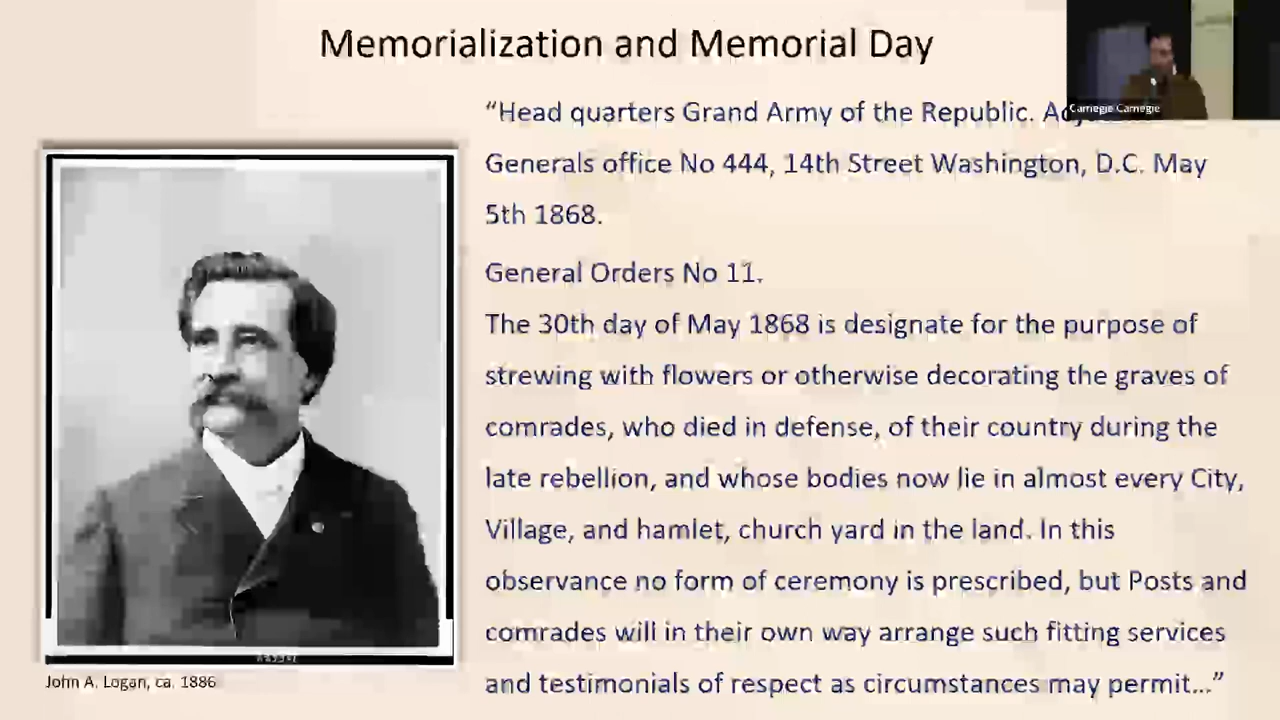 Memorialization and Memorial Day
Carnegie Carnegie
“Head quarters Grand Army of the Republic.
Generals office No 444, 14th Street Washington, D.C. May
5th 1868.
General Orders No 11.
The 30th day of May 1868 is designate for the purpose of
strewing with flowers or otherwise decorating the graves of
comrades, who died in defense, of their country during the
late rebellion, and whose bodies now lie in almost every City,
Village, and hamlet, church yard in the land. In this
observance no form of ceremony is prescribed, but Posts and
comrades will in their own way arrange such fitting services
and testimonials of respect as circumstances may permit...”
John A. Logan, ca. 1886